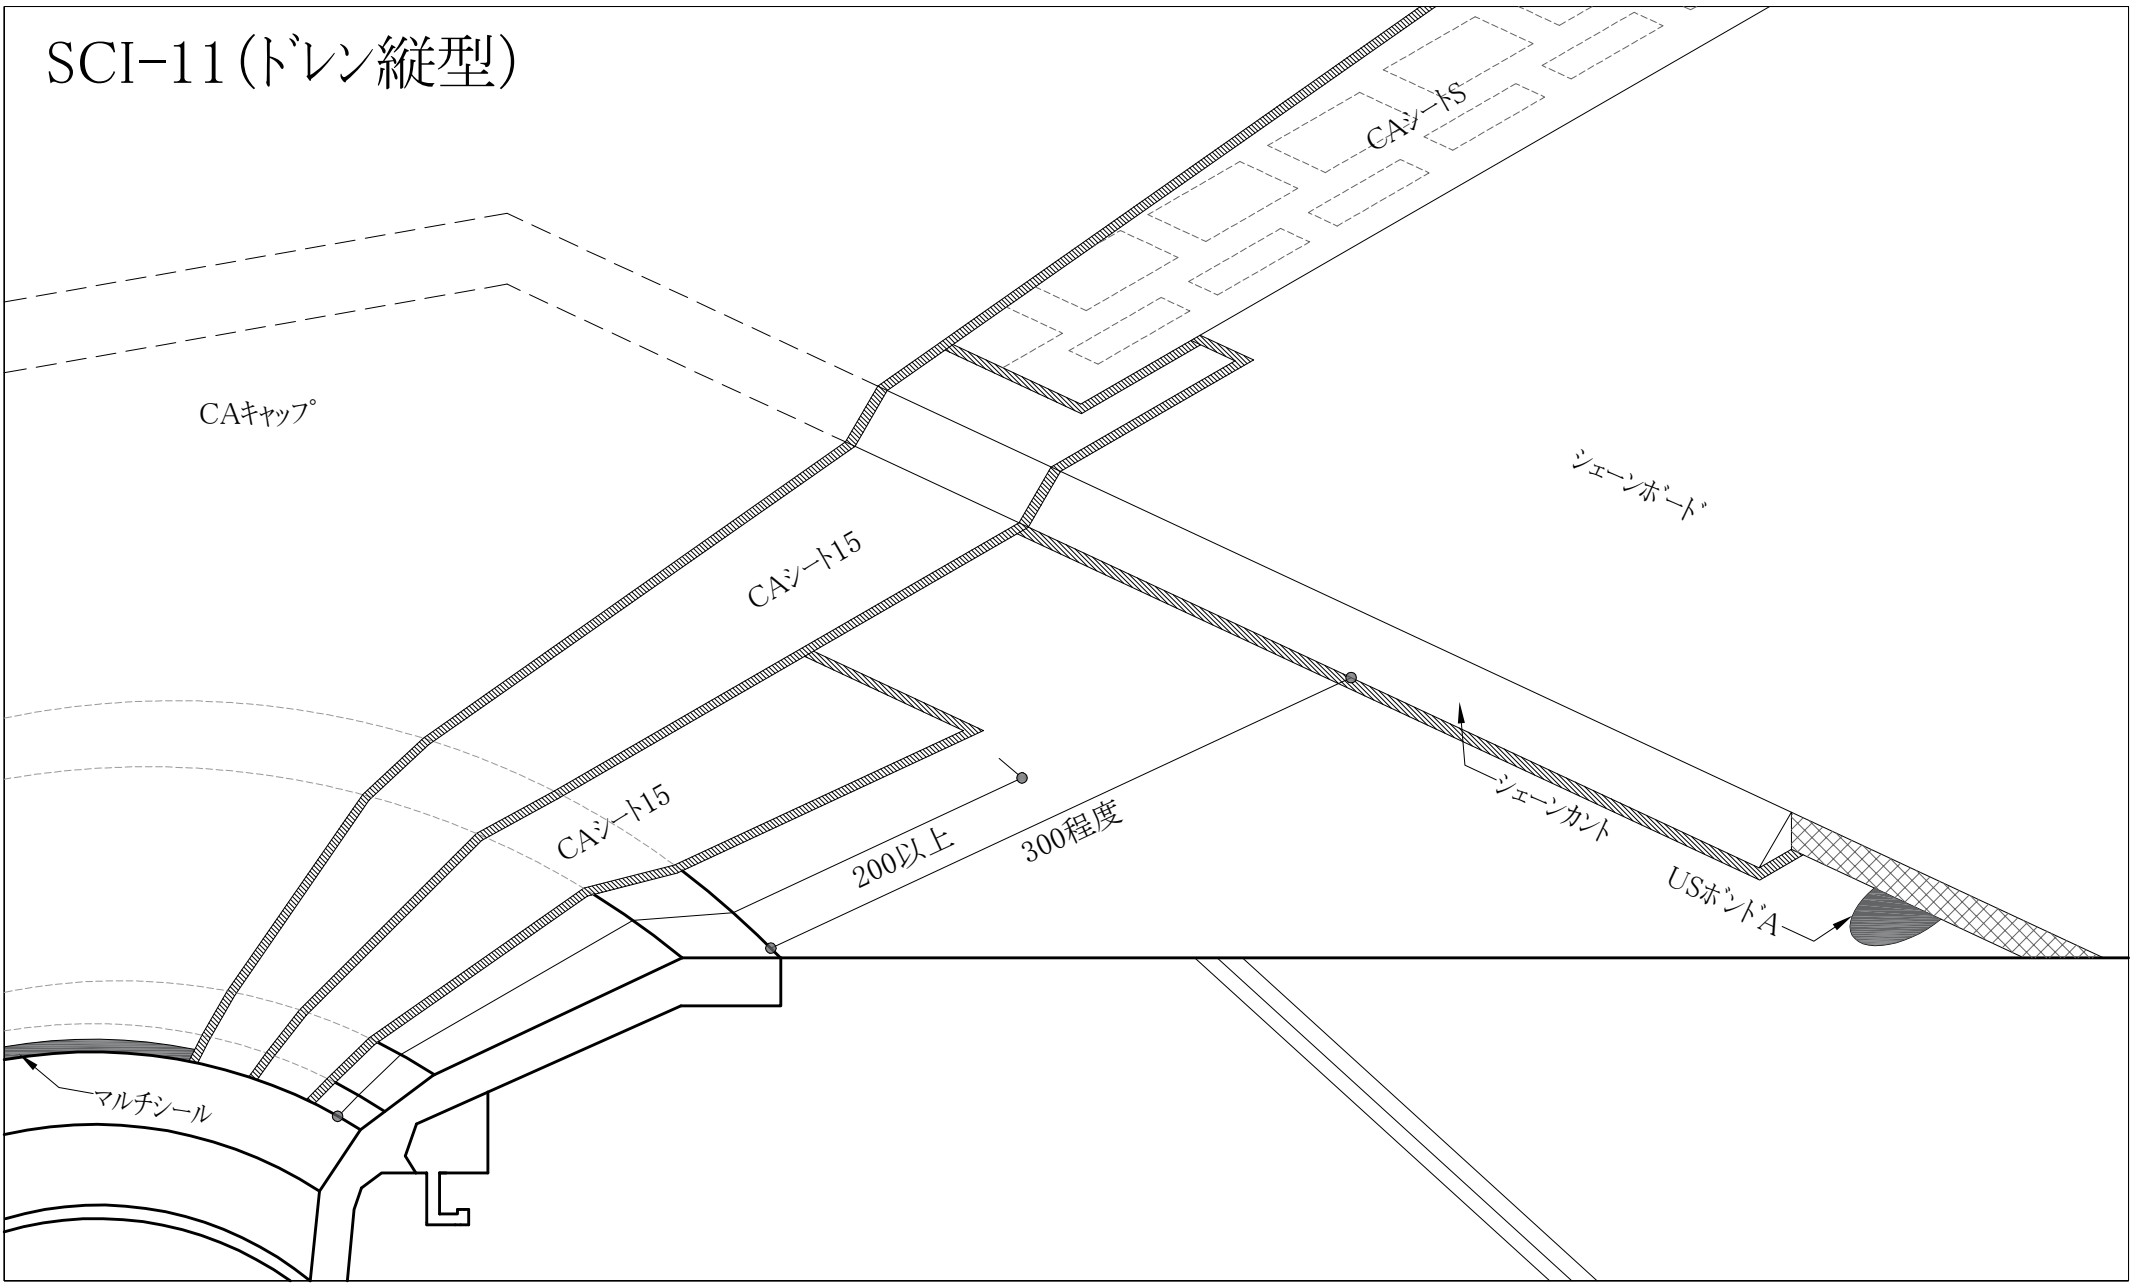 SCI-11(ドレン縦型)
CAシートS
CAキャップ
シェーンボード
CAシート15
CAシート15
シェーンカント
200以上
300程度
USボンドA
マルチシール